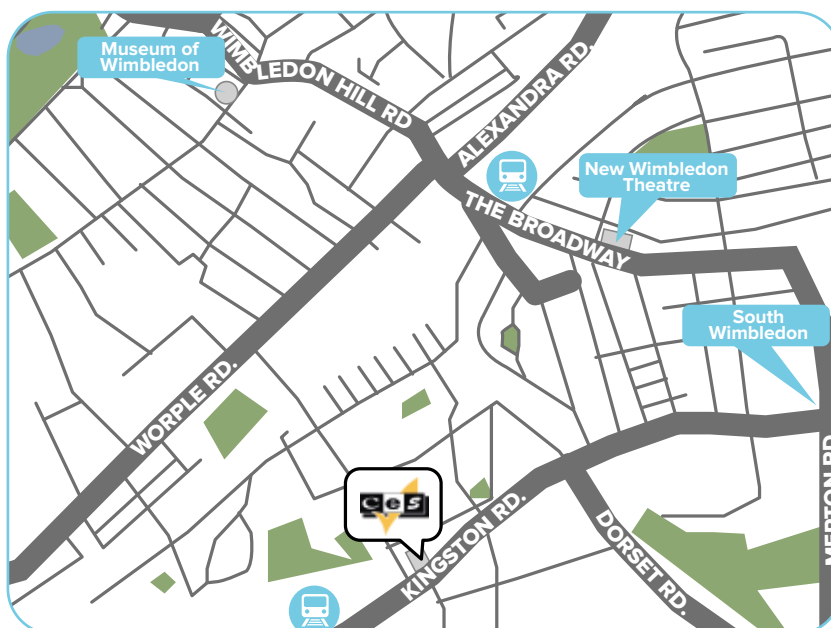 Museum of
Wimbledon
WIMBLEDON HILL RD
ALEXANDRA RD.
New Wimbledon
Theatre
THE BROADWAY
South
Wimbledon
WORPLE RD.
ces
KINGSTON RD.
DORSET RD.
MERTON RD